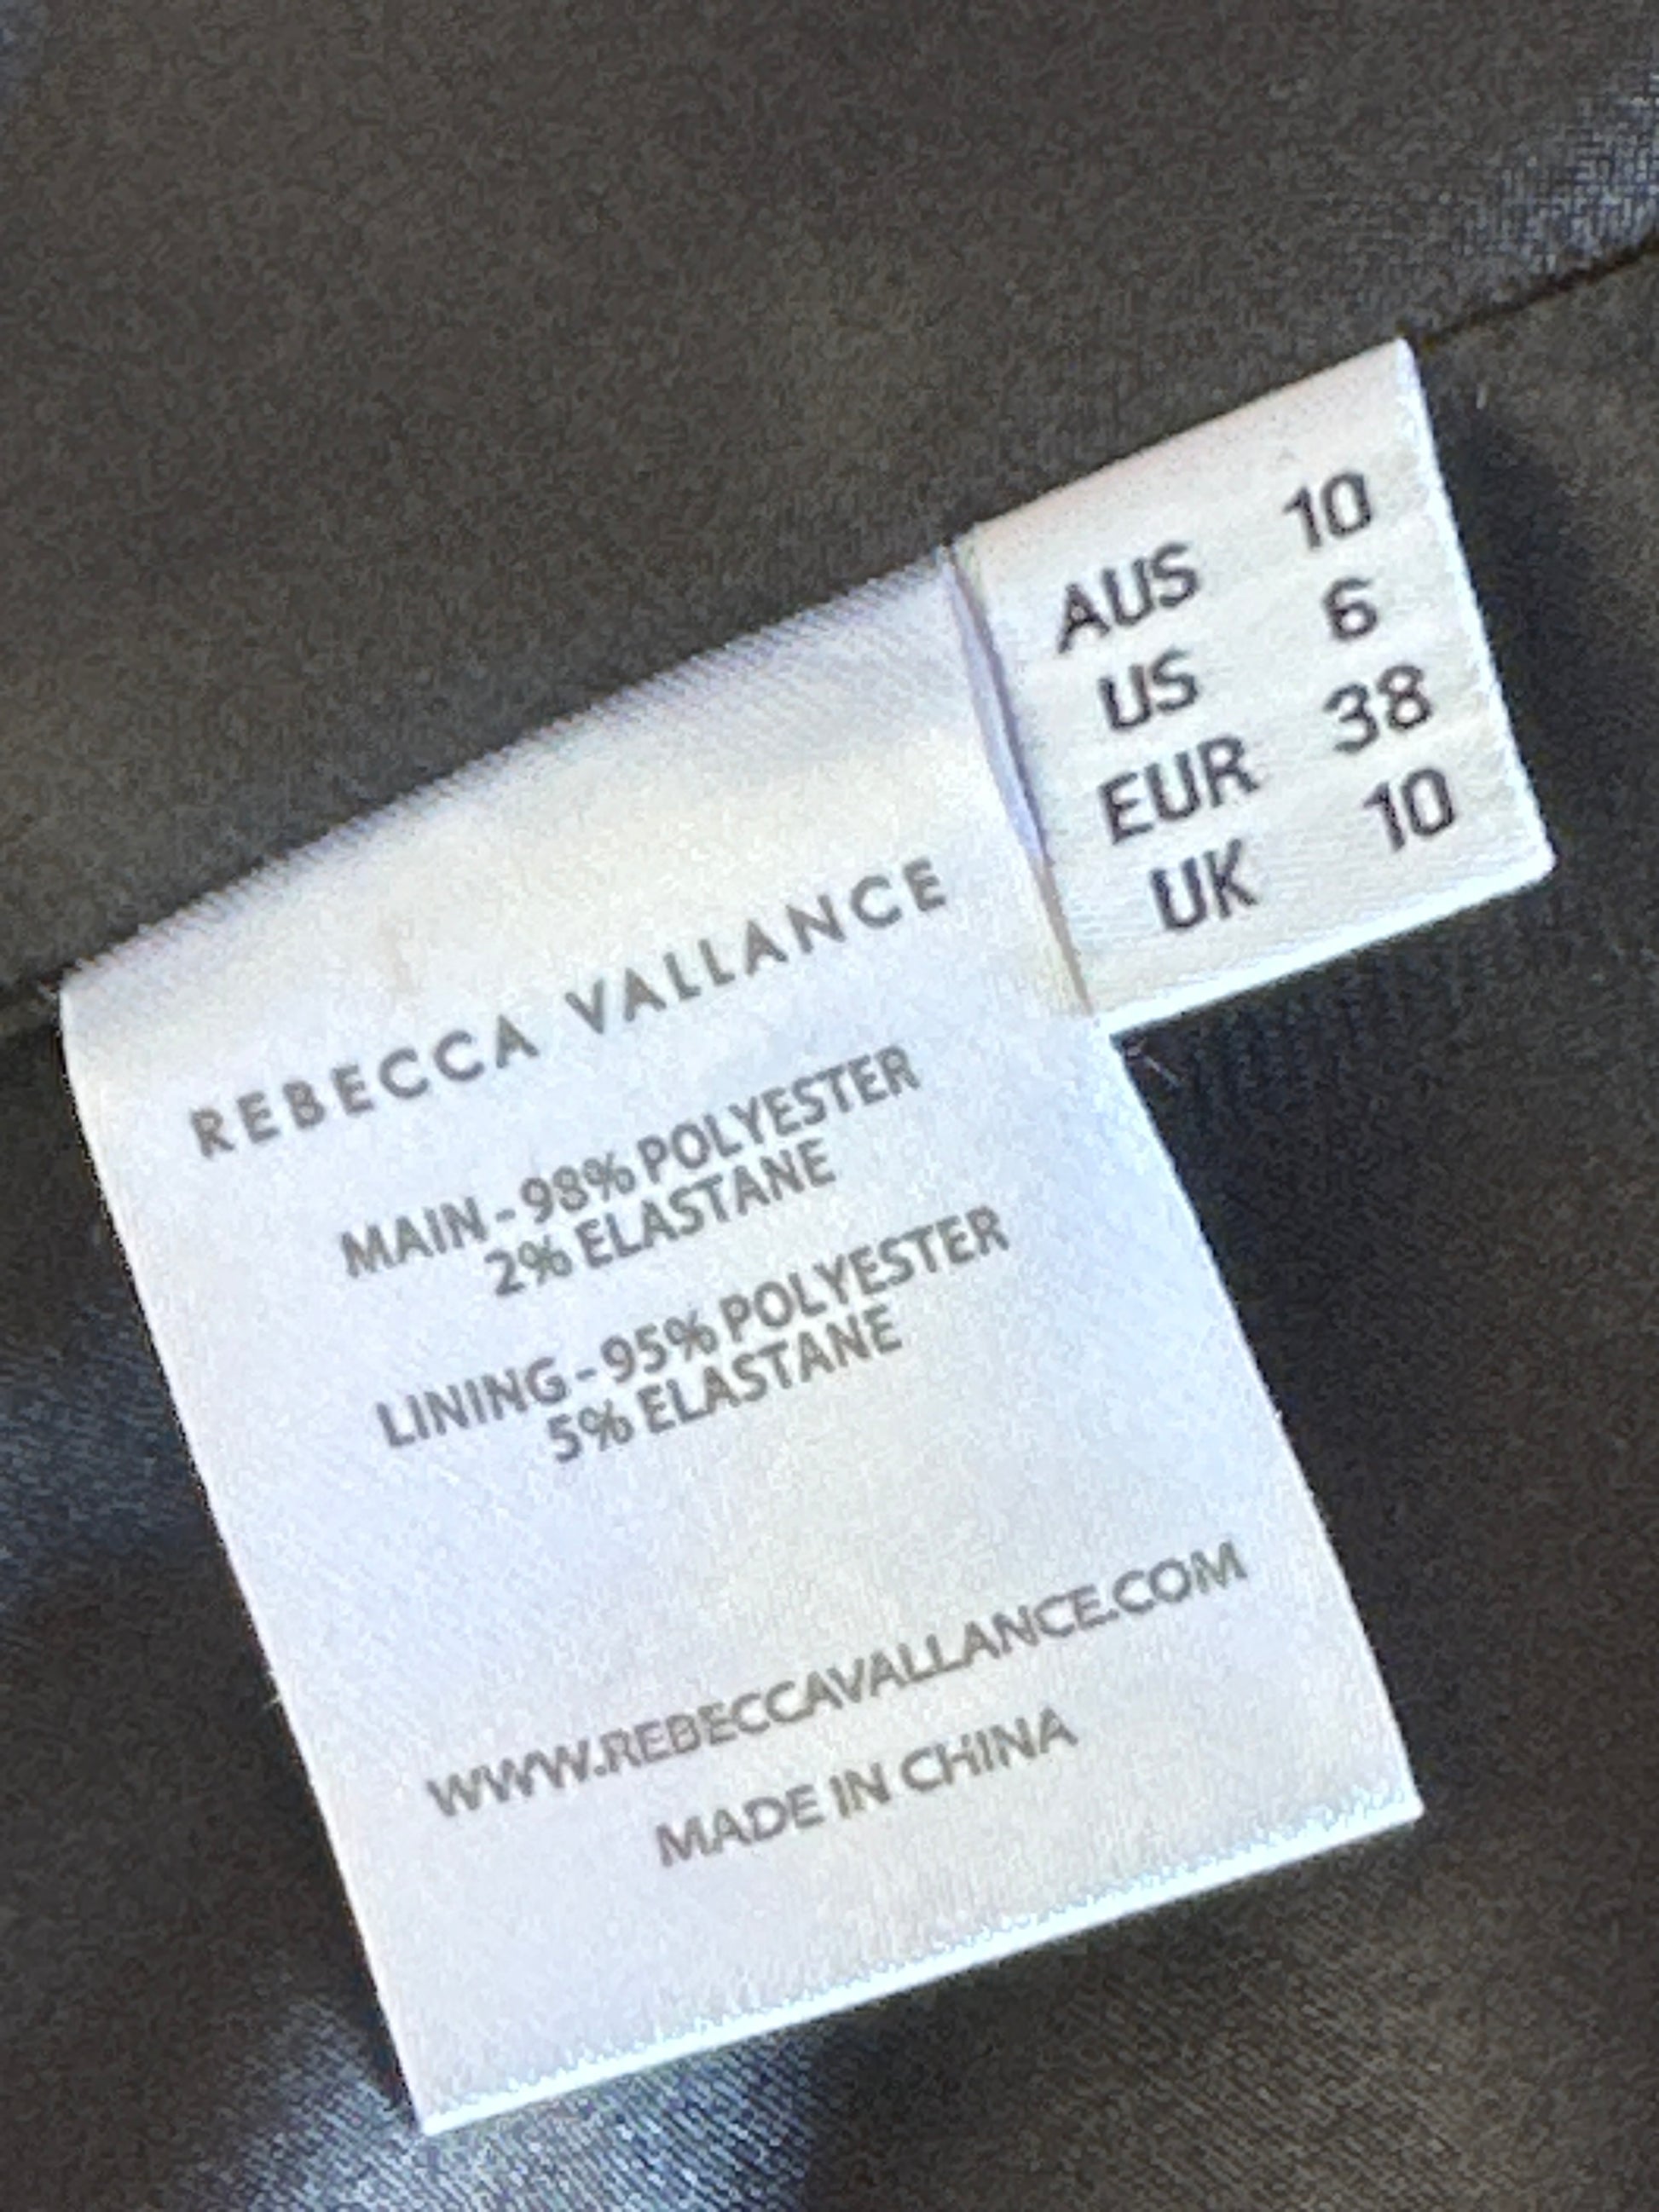 REBECCA VALLANCE
MAIN - 98% POLYESTER
2% ELASTANE
LINING - 95% POLYESTER
5% ELASTANE
WWW.REBECCAVALLANCE.COM
MADE IN CHINA
AUS 10
US 6
EUR 38
UK 10